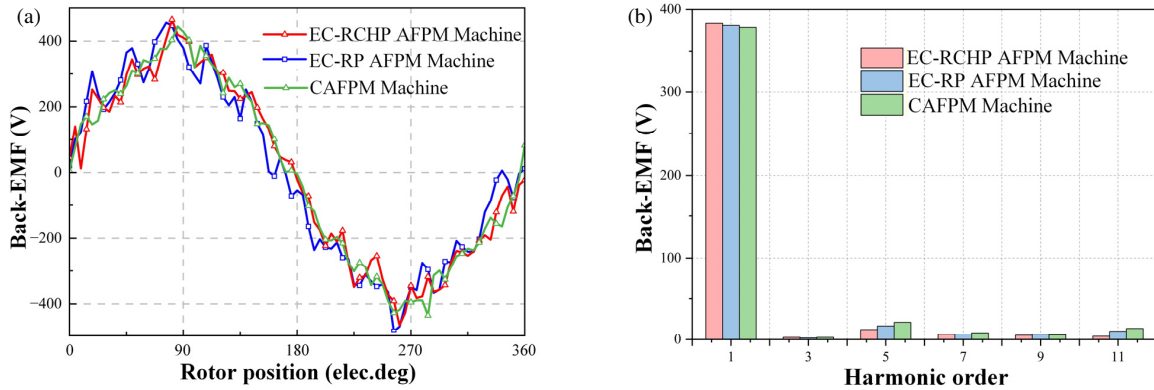 (a)
EC-RCHP AFPM Machine
EC-RP AFPM Machine
CAFPM Machine
400
200
0
−200
−400
Back-EMF (V)
0 90 180 270 360
Rotor position (elec.deg)
(b)
EC-RCHP AFPM Machine
EC-RP AFPM Machine
CAFPM Machine
400
300
200
100
0
Back-EMF (V)
1 3 5 7 9 11
Harmonic order